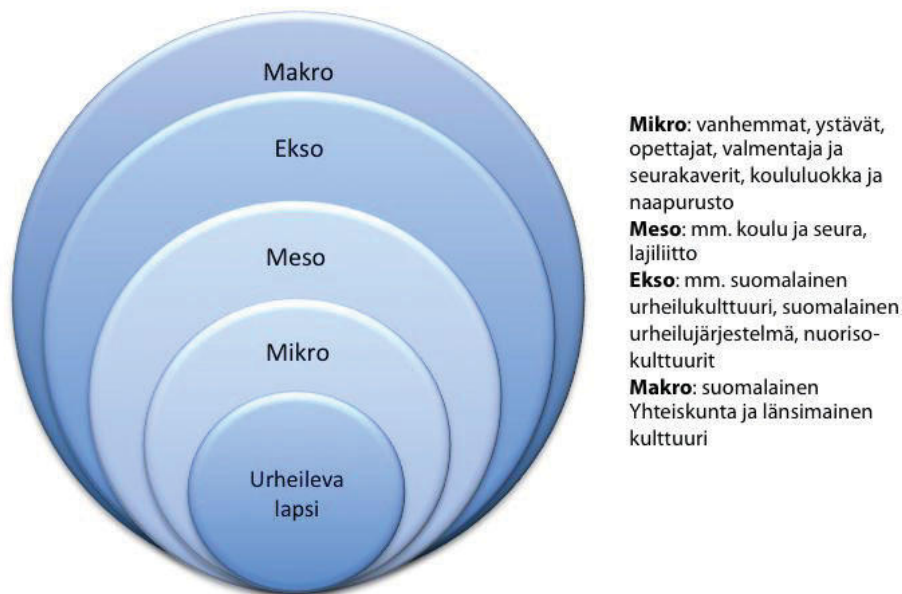 Makro
Ekso
Meso
Mikro
Urheileva
lapsi
Mikro: vanhemmat, ystävät,
opettajat, valmentaja ja
seurakaverit, koululuokka ja
naapurusto
Meso: mm. koulu ja seura,
lajiliitto
Ekso: mm. suomalainen
urheilukulttuuri, suomalainen
urheilujärjestelmä, nuoriso-
kulttuurit
Makro: suomalainen
Yhteiskunta ja länsimainen
kulttuuri